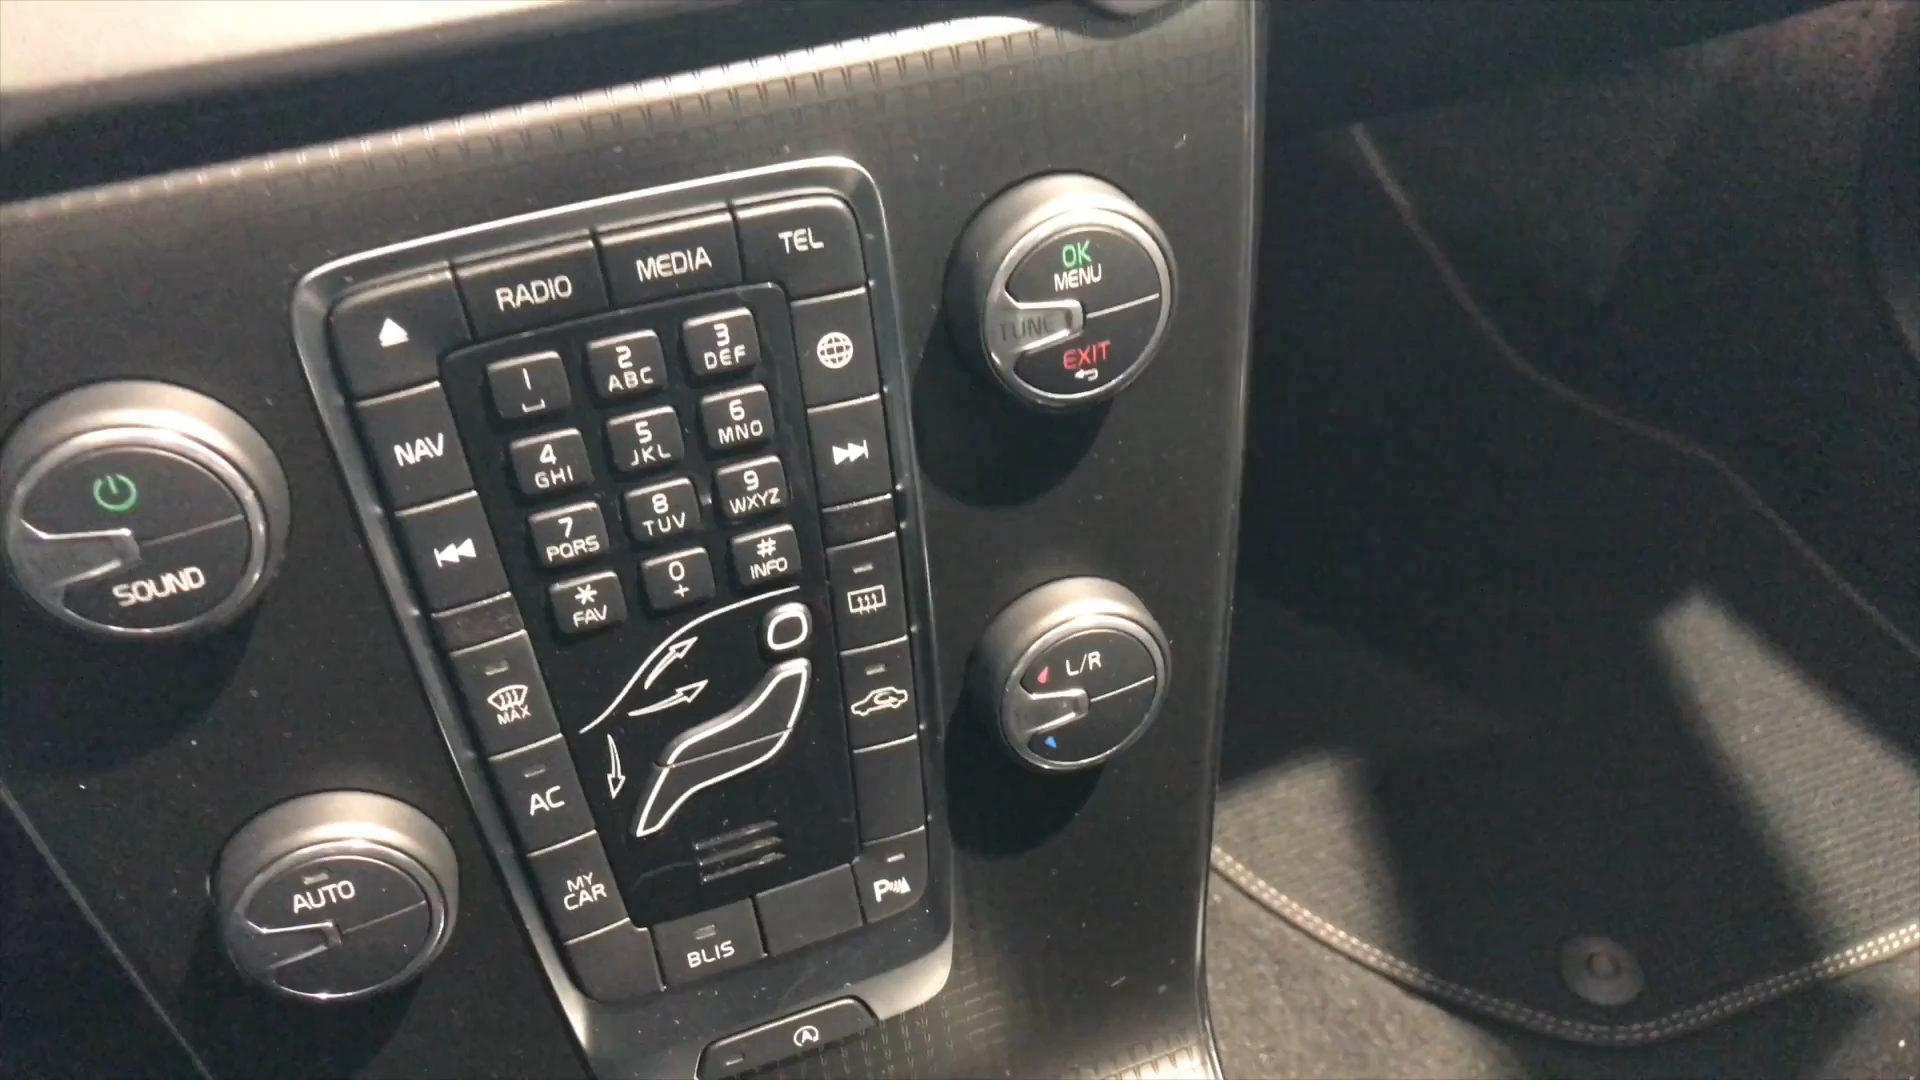 RADIO
MEDIA
TEL
OK
MENU
TUNE
EXIT
NAV
1
2
ABC
3
DEF
4
GHI
5
JKL
6
MNO
7
PQRS
8
TUV
9
WXYZ
*
FAV
0
+
#
INFO
SOUND
MAX
L/R
AC
AUTO
MY
CAR
BLIS
P
A